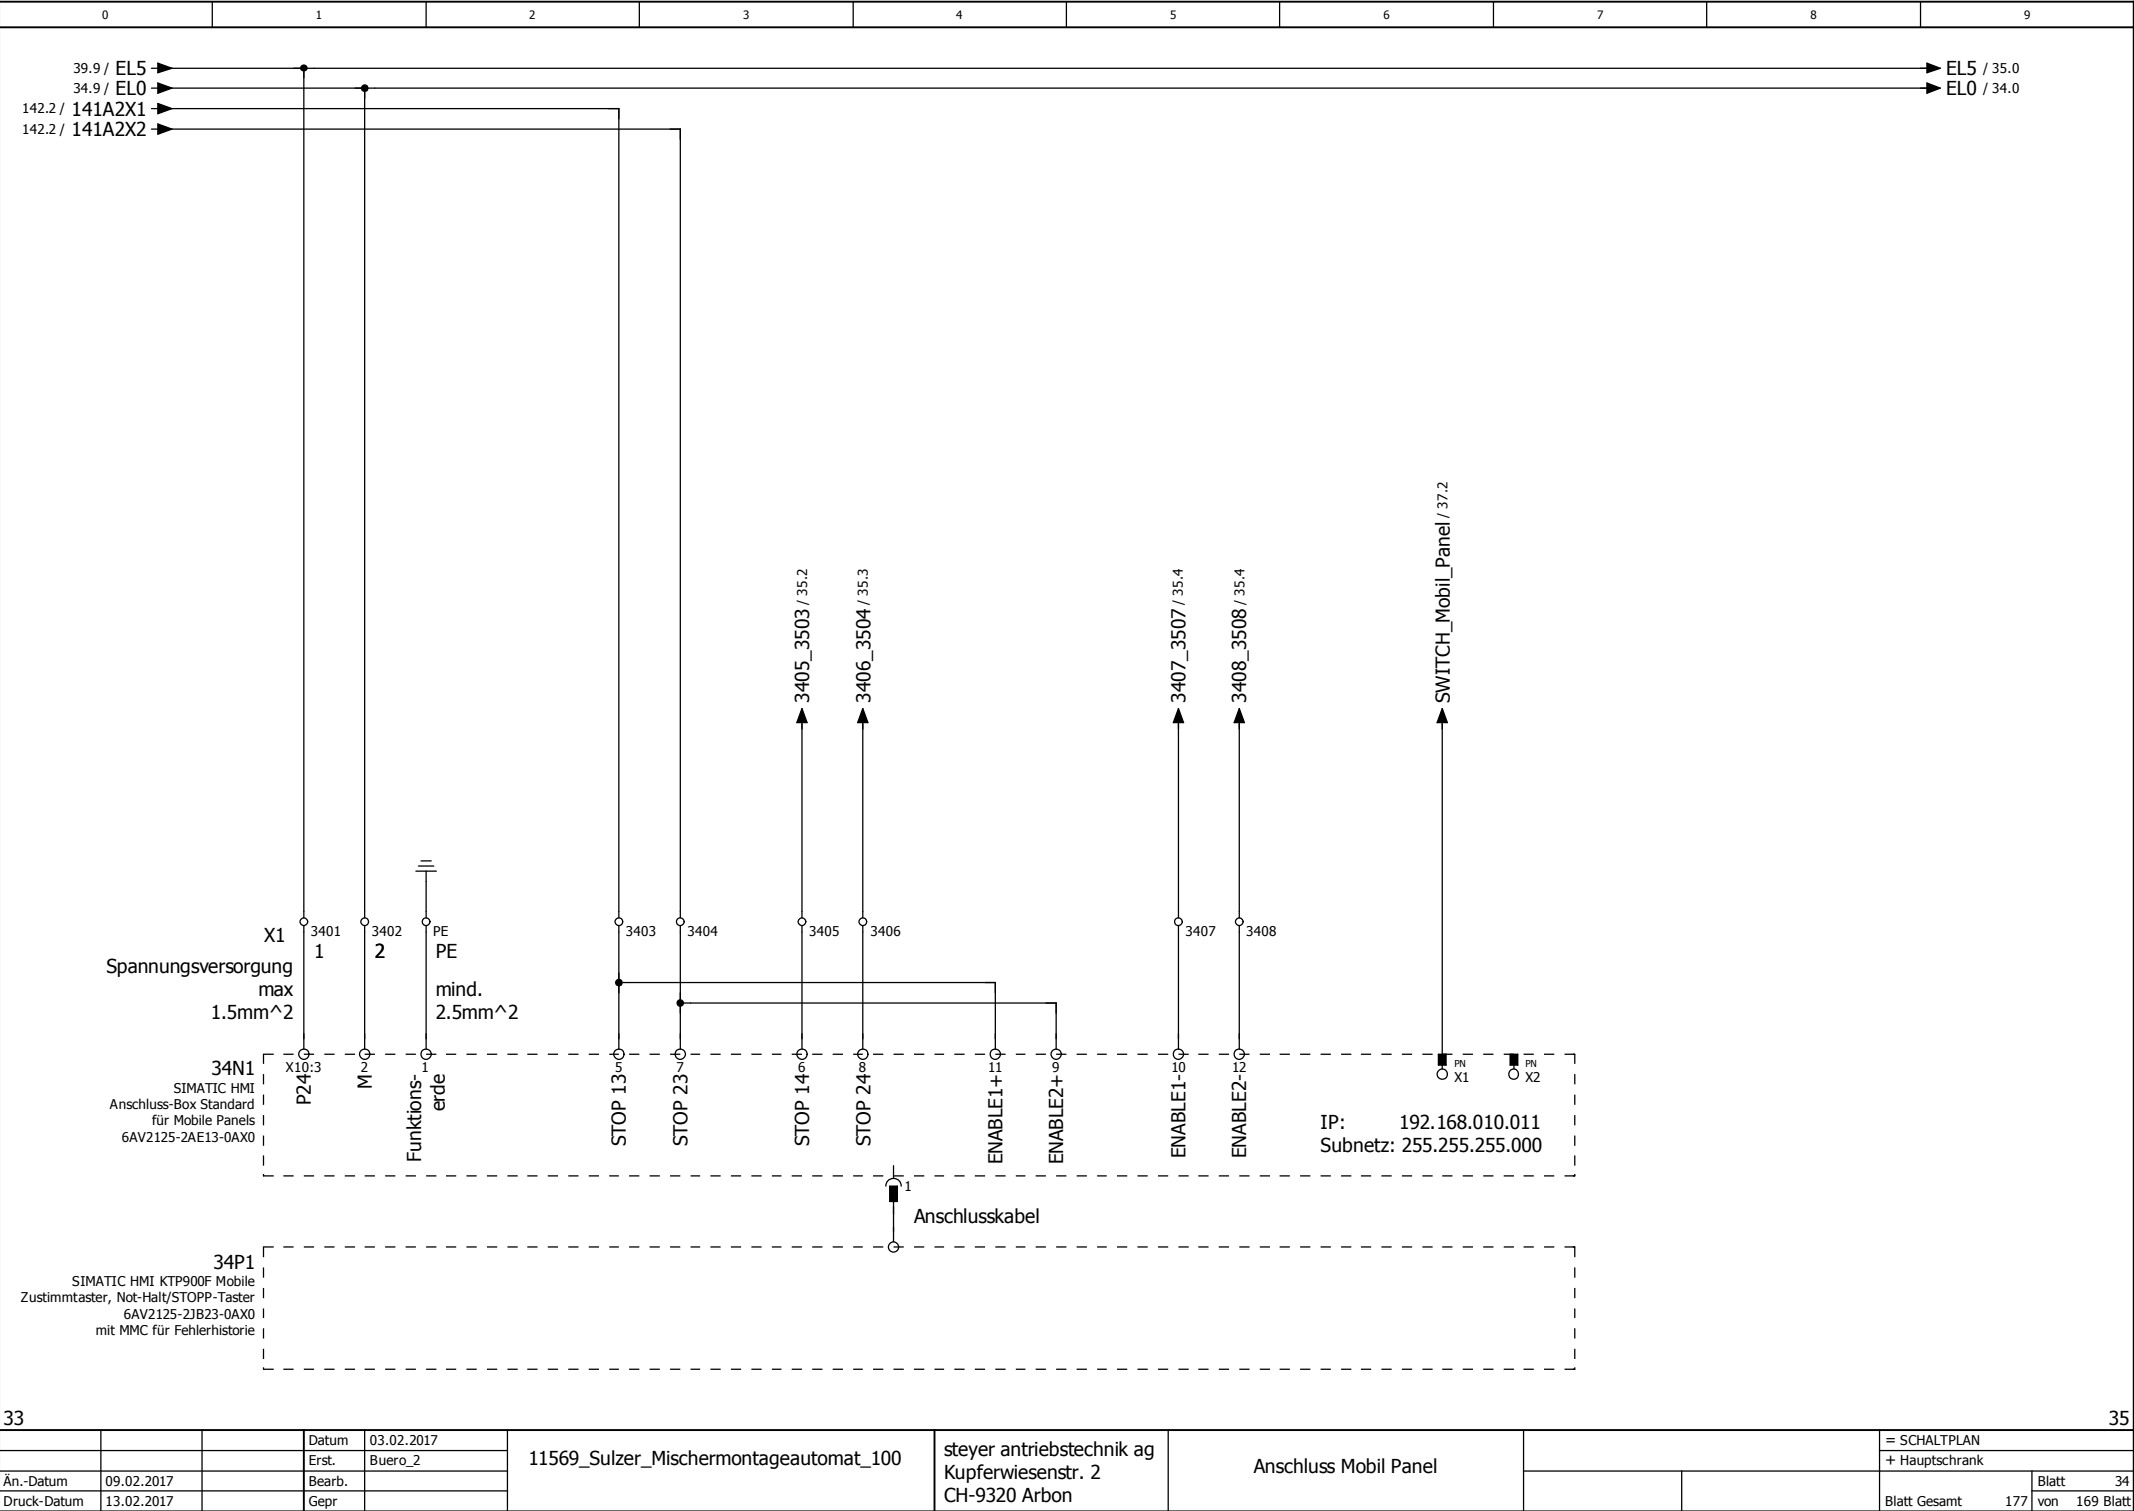 0 1 2 3 4 5 6 7 8 9
39.9 / EL5
EL5 / 35.0
34.9 / EL0
EL0 / 34.0
142.2 / 141A2X1
142.2 / 141A2X2
3405_3503 / 35.2
3406_3504 / 35.3
3407_3507 / 35.4
3408_3508 / 35.4
SWITCH_Mobil_Panel / 37.2
X1
3401
1
3402
2
PE
PE
3403
3404
3405
3406
3407
3408
Spannungsversorgung
max
1.5mm^2
mind.
2.5mm^2
34N1
SIMATIC HMI
Anschluss-Box Standard
für Mobile Panels
6AV2125-2AE13-0AX0
X10:3
P24
2
M
1
Funktions-
erde
5
STOP 13
7
STOP 23
6
STOP 14
8
STOP 24
11
ENABLE1+
9
ENABLE2+
10
ENABLE1-
12
ENABLE2-
PN
X1
PN
X2
IP: 192.168.010.011
Subnetz: 255.255.255.000
1
Anschlusskabel
34P1
SIMATIC HMI KTP900F Mobile
Zustimmtaster, Not-Halt/STOPP-Taster
6AV2125-2JB23-0AX0
mit MMC für Fehlerhistorie
33
35
Datum 03.02.2017
Erst. Buero_2
Än.-Datum 09.02.2017 Bearb.
Druck-Datum 13.02.2017 Gepr
11569_Sulzer_Mischermontageautomat_100
steyer antriebstechnik ag
Kupferwiesenstr. 2
CH-9320 Arbon
Anschluss Mobil Panel
= SCHALTPLAN
+ Hauptschrank
Blatt 34
Blatt Gesamt 177 von 169 Blatt